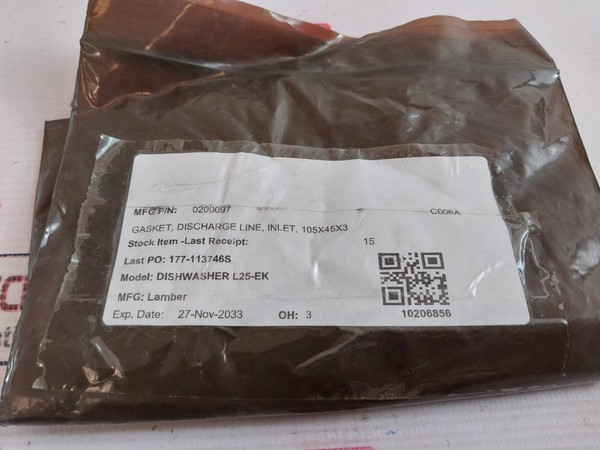 MFG P/N: 0200097 C006A
GASKET, DISCHARGE LINE, INLET, 105X45X3
Stock Item -Last Receipt: 15
Last PO: 177-113746S
Model: DISHWASHER L25-EK
MFG: Lamber
Exp. Date: 27-Nov-2033 OH: 3
10206856